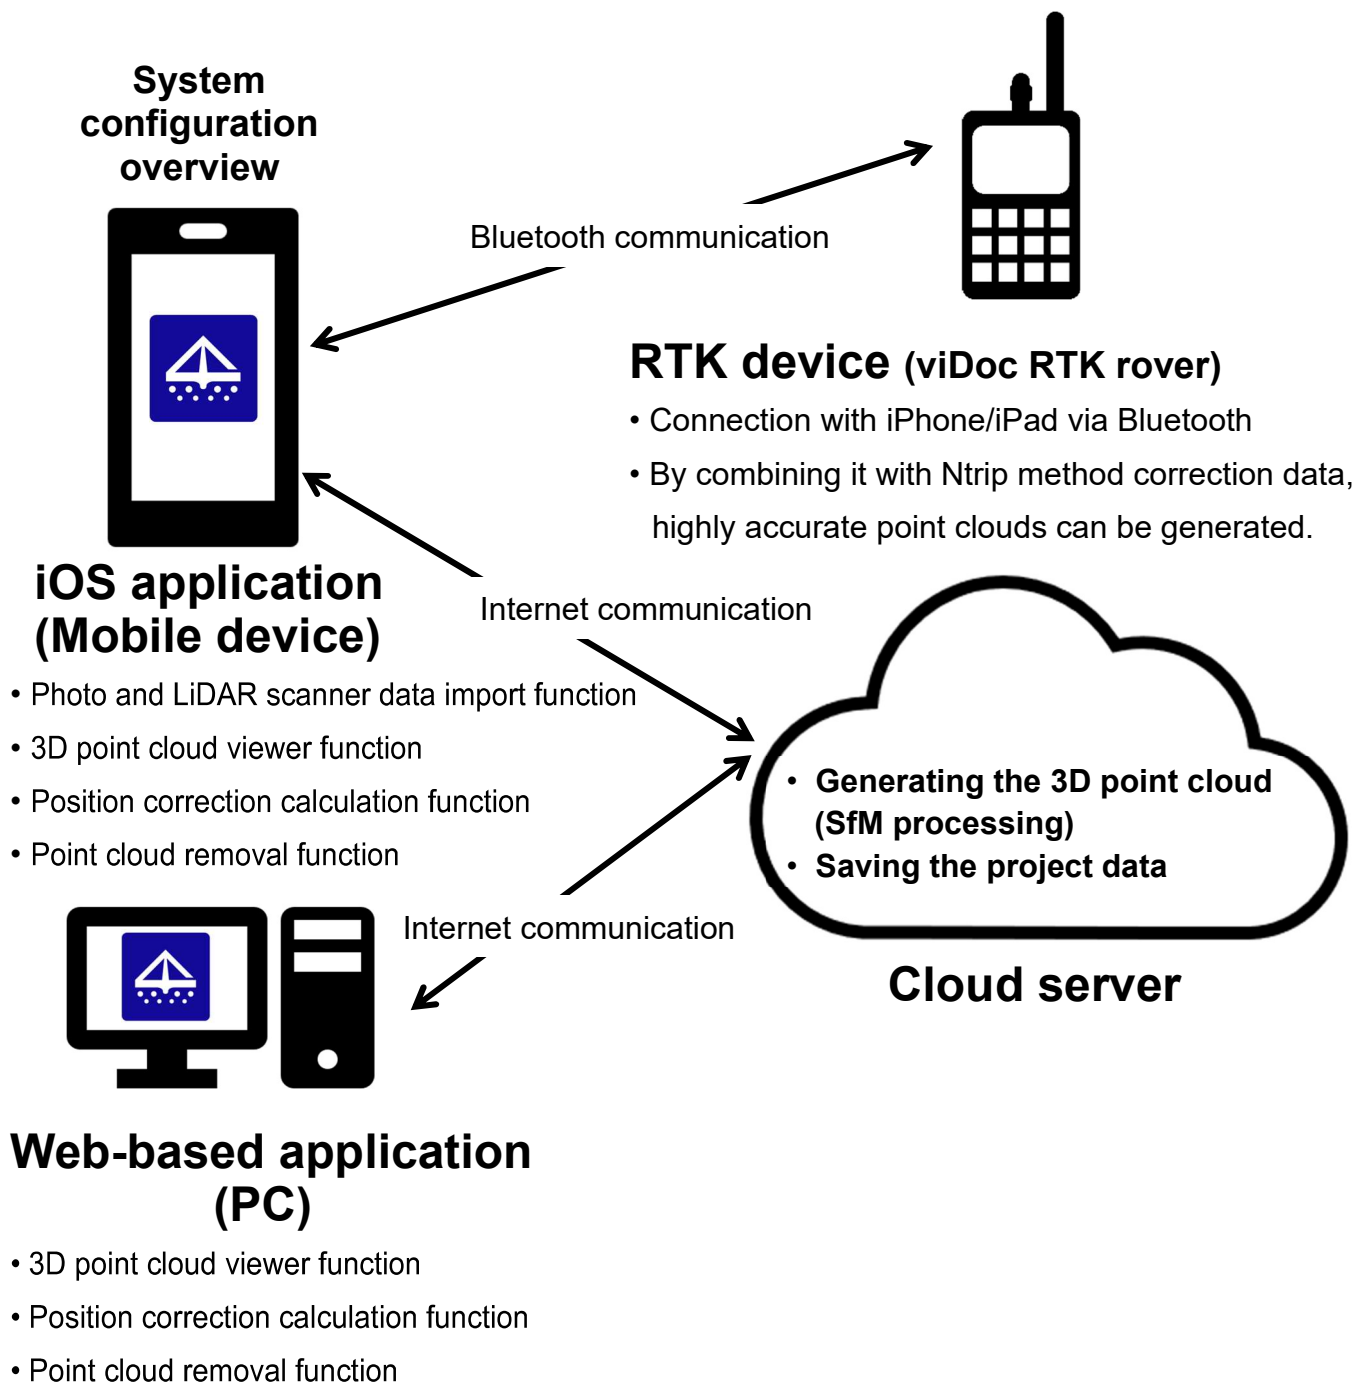 System
configuration
overview
Bluetooth communication
RTK device (viDoc RTK rover)
• Connection with iPhone/iPad via Bluetooth
• By combining it with Ntrip method correction data,
highly accurate point clouds can be generated.
iOS application
(Mobile device)
• Photo and LiDAR scanner data import function
• 3D point cloud viewer function
• Position correction calculation function
• Point cloud removal function
Internet communication
• Generating the 3D point cloud
(SfM processing)
• Saving the project data
Cloud server
Internet communication
Web-based application
(PC)
• 3D point cloud viewer function
• Position correction calculation function
• Point cloud removal function